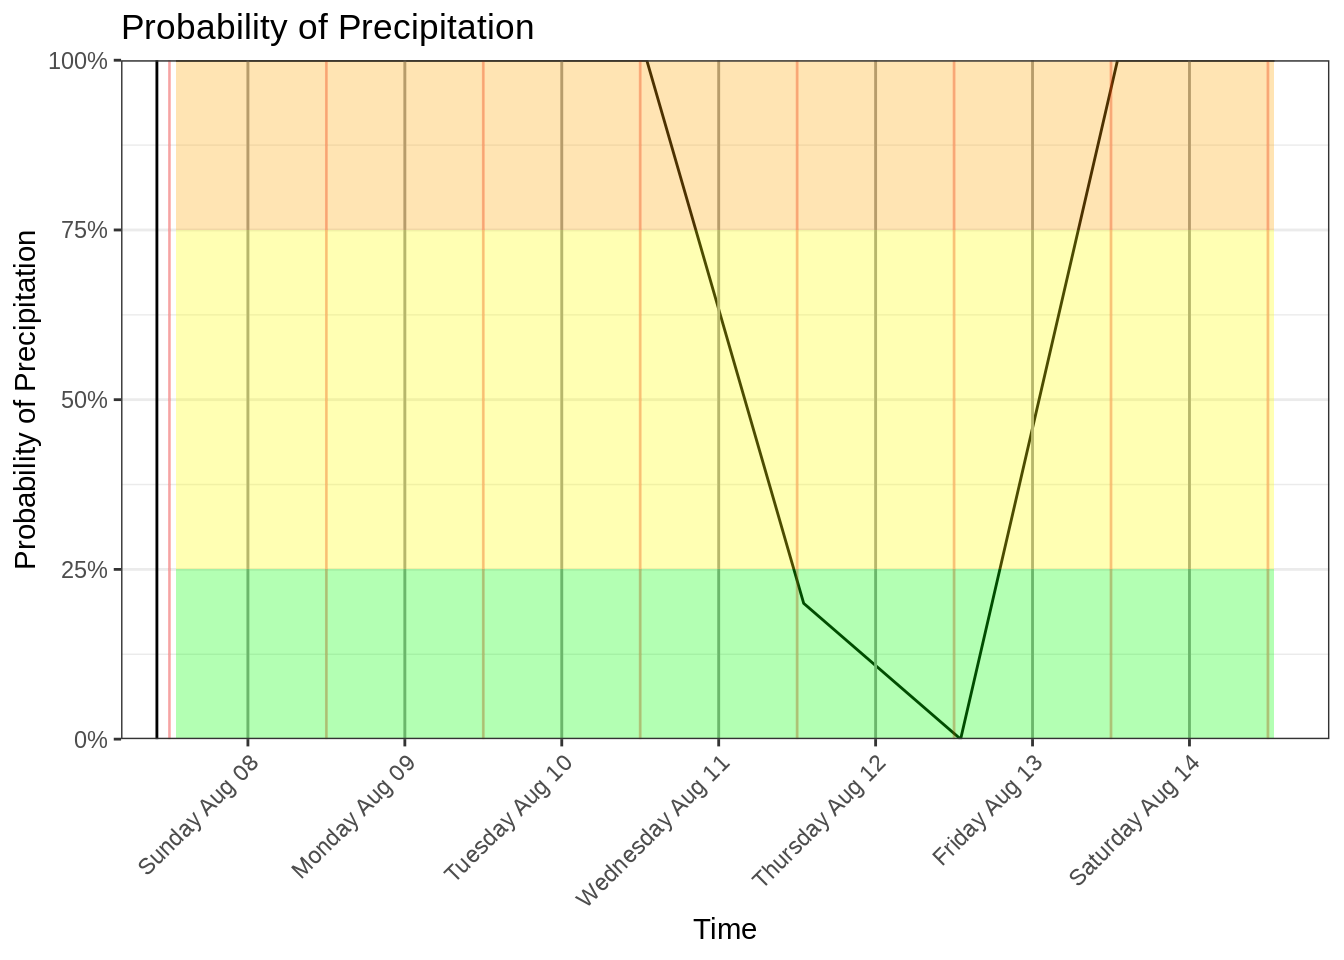 Probability of Precipitation
Probability of Precipitation
100%
75%
50%
25%
0%
Sunday Aug 08
Monday Aug 09
Tuesday Aug 10
Wednesday Aug 11
Thursday Aug 12
Friday Aug 13
Saturday Aug 14
Time